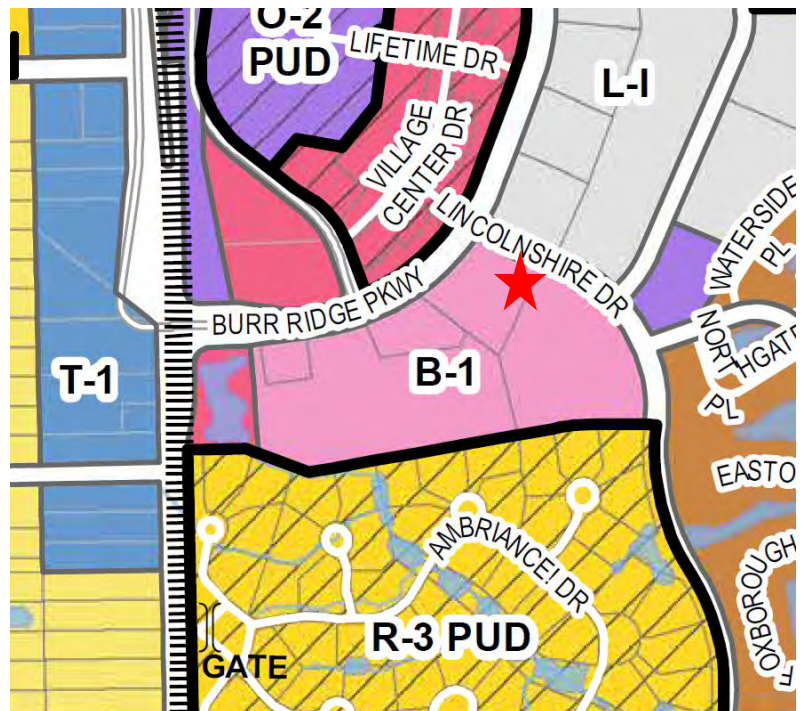 O-2
PUD
LIFETIME DR
L-I
VILLAGE
CENTER DR
LINCOLNSHIRE DR
WATERSIDE
PL
BURR RIDGE PKWY
NORT
HGATE
PL
T-1
B-1
EASTO
AMBRIANCE! DR
OXBOROUGH
R-3 PUD
GATE